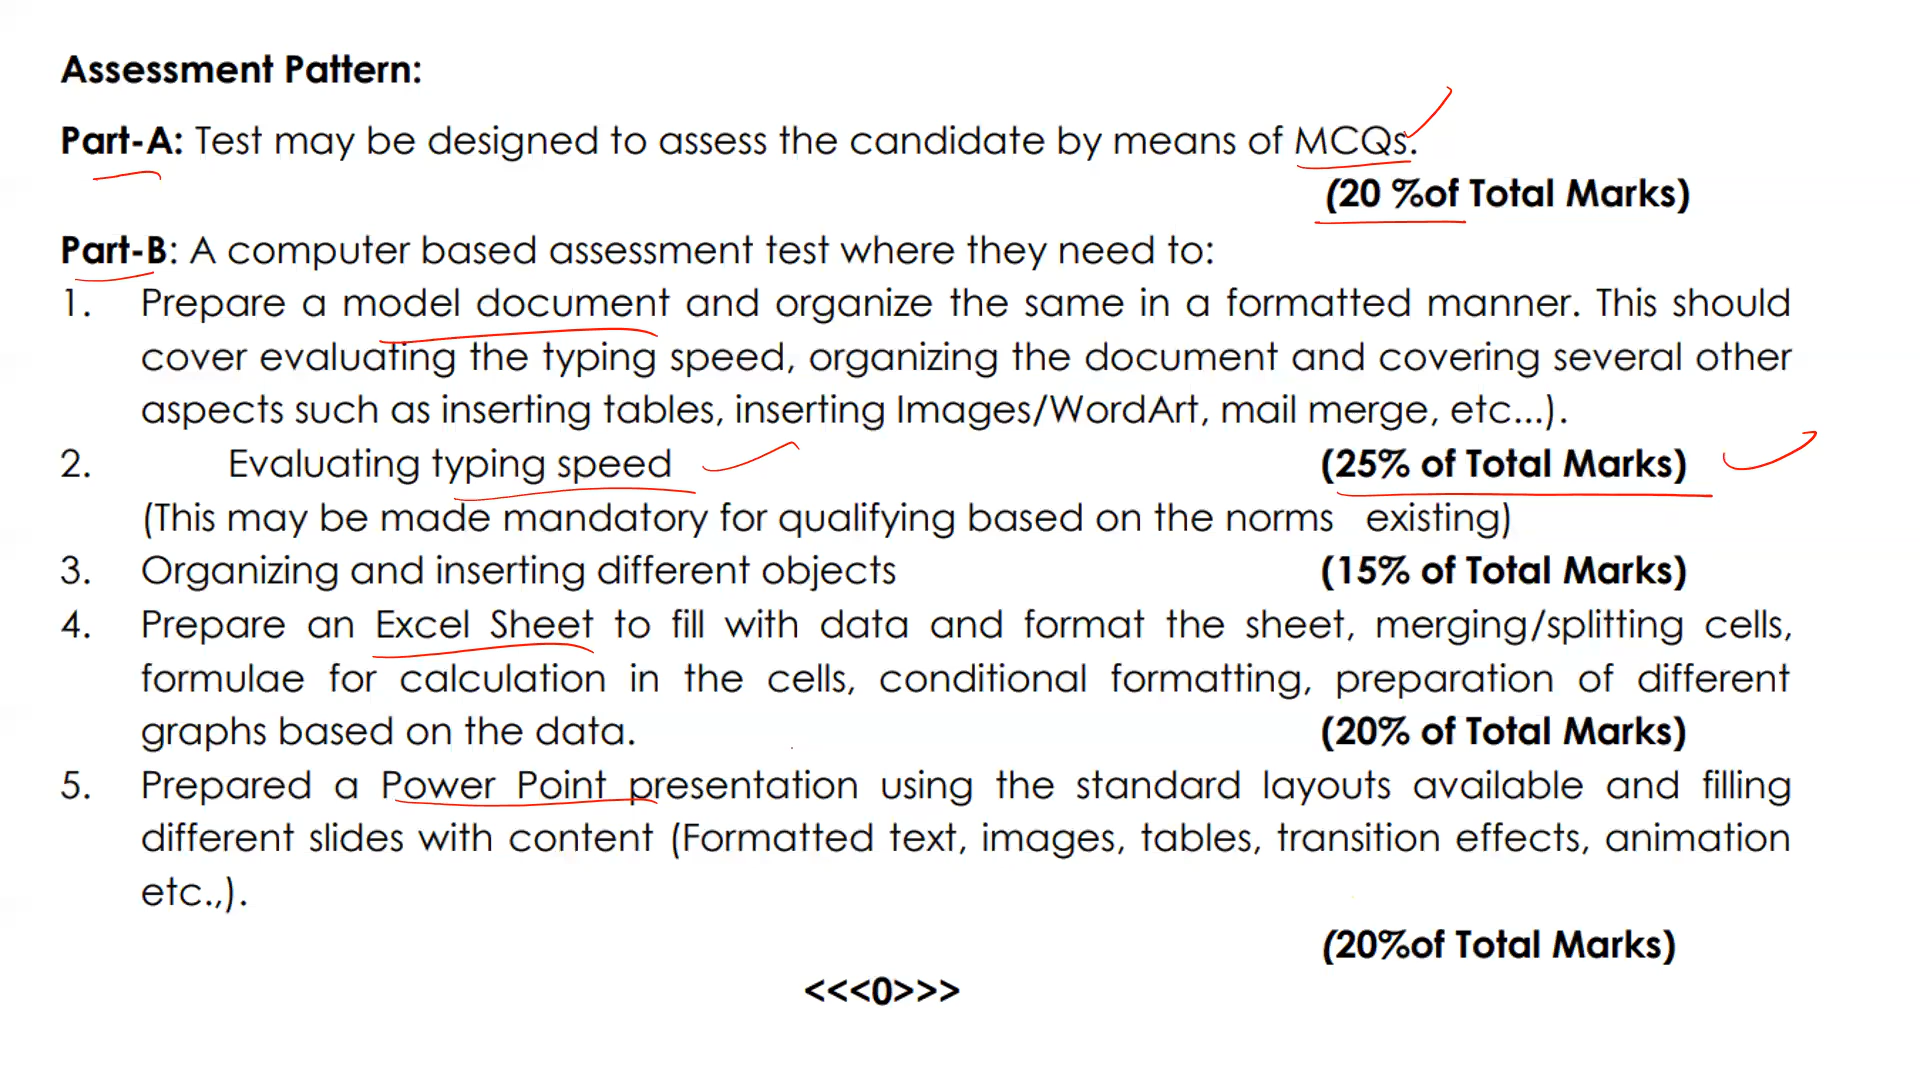 Assessment Pattern:
Part-A: Test may be designed to assess the candidate by means of MCQs.
(20 %of Total Marks)
Part-B: A computer based assessment test where they need to:
1. Prepare a model document and organize the same in a formatted manner. This should
cover evaluating the typing speed, organizing the document and covering several other
aspects such as inserting tables, inserting Images/WordArt, mail merge, etc...).
2. Evaluating typing speed (25% of Total Marks)
(This may be made mandatory for qualifying based on the norms existing)
3. Organizing and inserting different objects (15% of Total Marks)
4. Prepare an Excel Sheet to fill with data and format the sheet, merging/splitting cells,
formulae for calculation in the cells, conditional formatting, preparation of different
graphs based on the data. (20% of Total Marks)
5. Prepared a Power Point presentation using the standard layouts available and filling
different slides with content (Formatted text, images, tables, transition effects, animation
etc.,).
(20%of Total Marks)
<<<0>>>